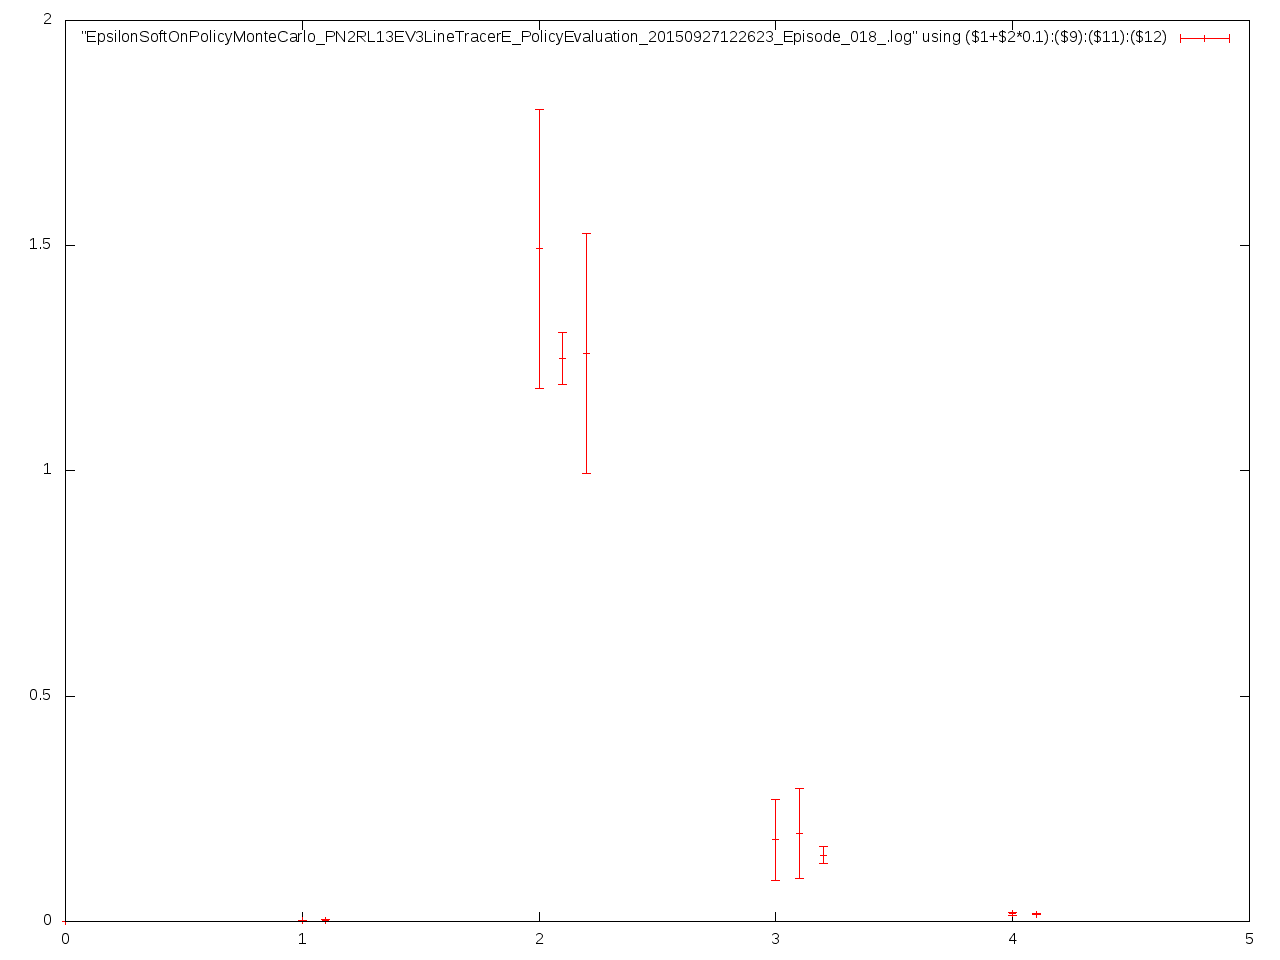 2
"EpsilonSoftOnPolicyMonteCarlo_PN2RL13EV3LineTracerE_PolicyEvaluation_20150927122623_Episode_018_.log" using ($1+$2*0.1):($9):($11):($12)
1.5
1
0.5
0
0 1 2 3 4 5